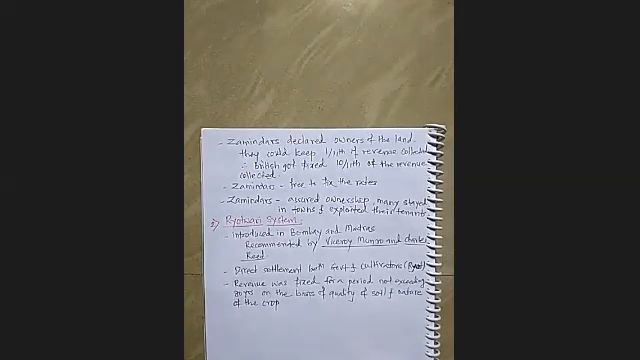 - Zamindars declared owners of the land
they could keep 1/11th of revenue collected
∴ British got fixed 10/11th of the revenue
collected
- Zamindars - free to fix the rates
- Zamindars - assured ownership, many stayed
in towns & exploited their tenants
3) Ryotwari System:
- Introduced in Bombay and Madras
Recommended by Viceroy Munro and Charles
Reed
- Direct settlement b/w Govt & cultivators (Ryot)
- Revenue was fixed for a period not exceeding
30yrs on the basis of quality of soil & nature
of the crop